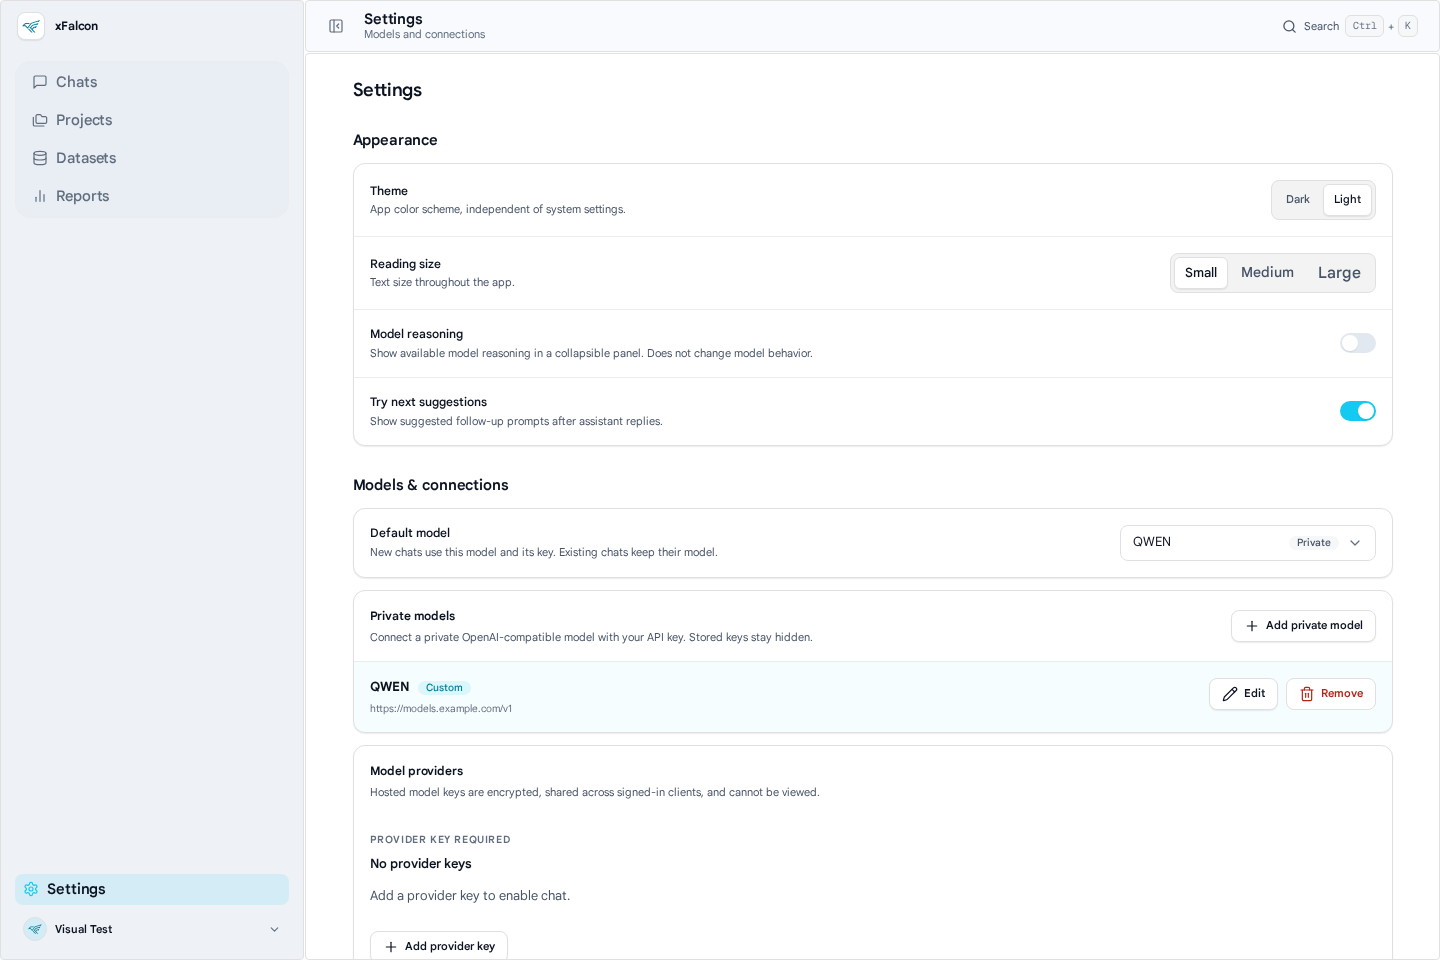 xFalcon
Chats
Projects
Datasets
Reports
Settings
Visual Test
Settings
Models and connections
Search Ctrl + K
Settings
Appearance
Theme
App color scheme, independent of system settings.
Dark Light
Reading size
Text size throughout the app.
Small Medium Large
Model reasoning
Show available model reasoning in a collapsible panel. Does not change model behavior.
Try next suggestions
Show suggested follow-up prompts after assistant replies.
Models & connections
Default model
New chats use this model and its key. Existing chats keep their model.
QWEN Private
Private models
Connect a private OpenAI-compatible model with your API key. Stored keys stay hidden.
Add private model
QWEN Custom
https://models.example.com/v1
Edit Remove
Model providers
Hosted model keys are encrypted, shared across signed-in clients, and cannot be viewed.
PROVIDER KEY REQUIRED
No provider keys
Add a provider key to enable chat.
Add provider key